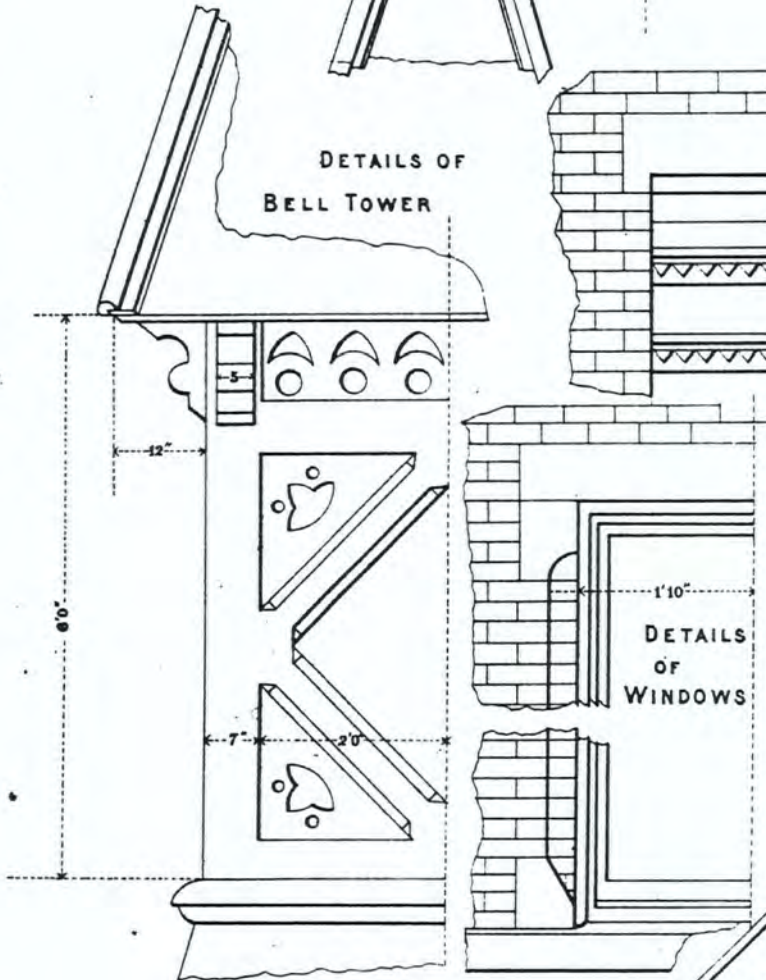 DETAILS OF
BELL TOWER
5
12"
6'0"
1'10"
DETAILS
OF
WINDOWS
7"
2'0"